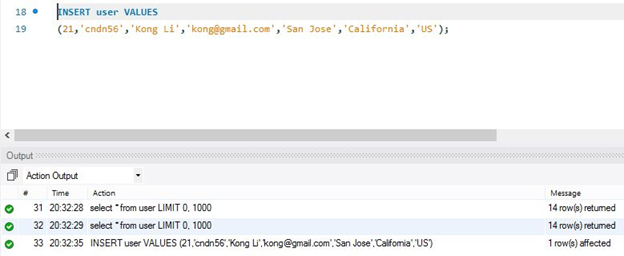 18 INSERT user VALUES
19 (21,'cndn56','Kong Li','kong@gmail.com','San Jose','California','US');
Output
Action Output
# Time Action Message
31 20:32:28 select * from user LIMIT 0, 1000 14 row(s) returned
32 20:32:29 select * from user LIMIT 0, 1000 14 row(s) returned
33 20:32:35 INSERT user VALUES (21,'cndn56','Kong Li','kong@gmail.com','San Jose','California','US') 1 row(s) affected